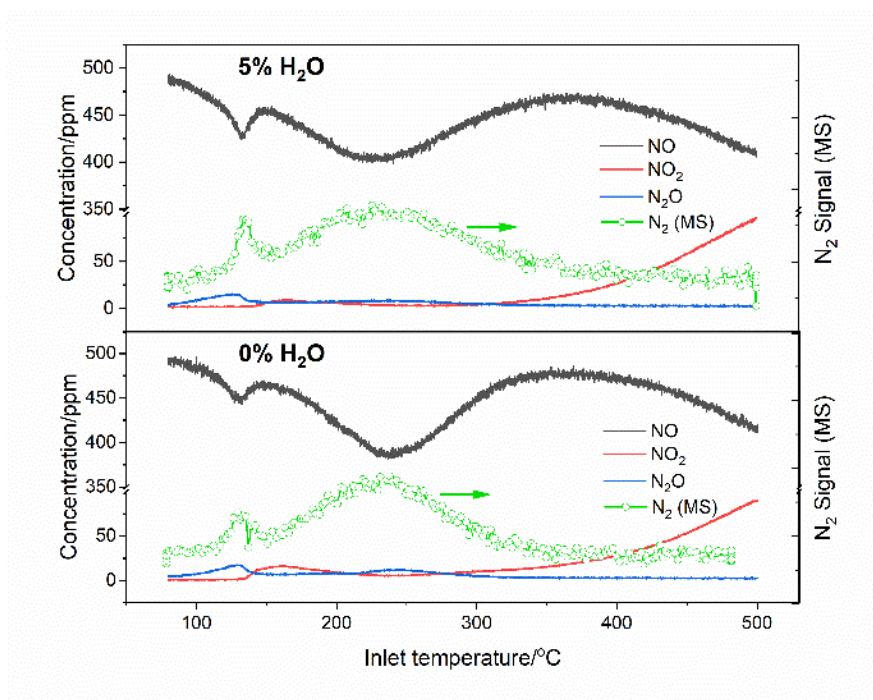 5% H₂O
500
450
400
350
50
0
Concentration/ppm
NO
NO₂
N₂O
N₂ (MS)
N₂ Signal (MS)
0% H₂O
500
450
400
350
50
0
Concentration/ppm
NO
NO₂
N₂O
N₂ (MS)
N₂ Signal (MS)
100 200 300 400 500
Inlet temperature/°C